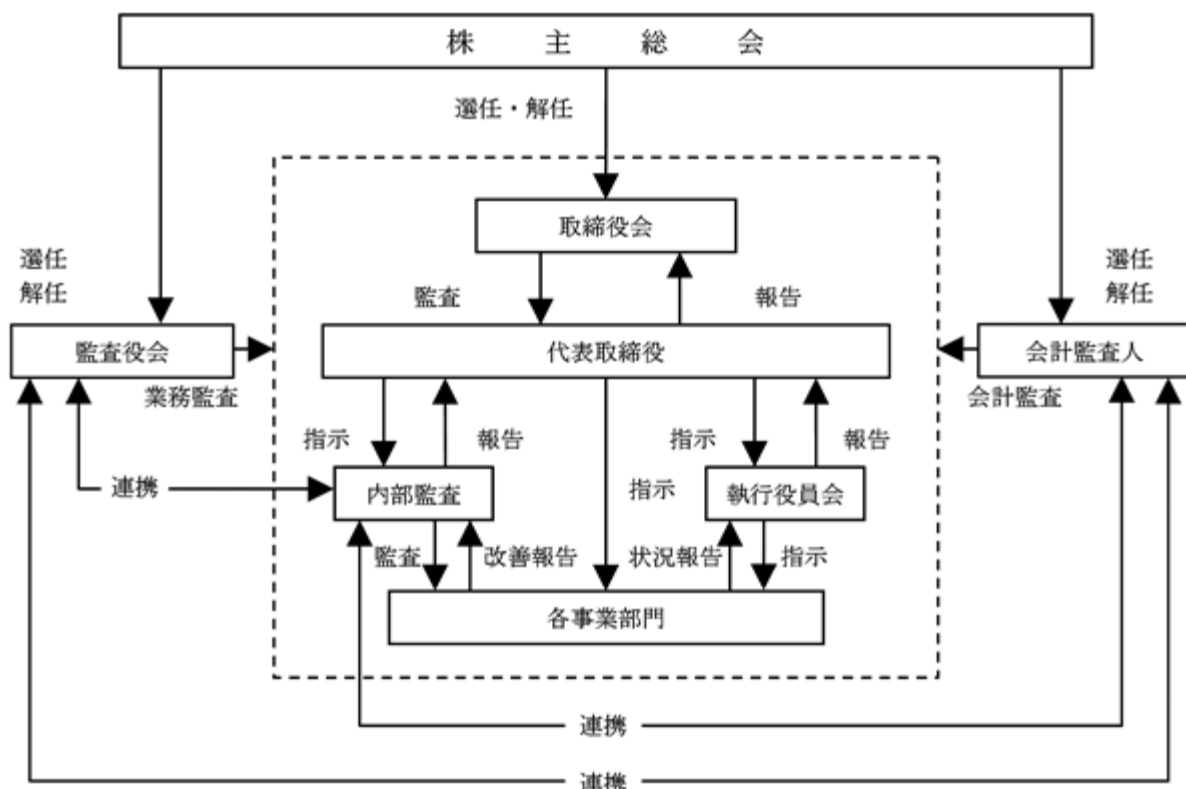 株主総会
選任・解任
取締役会
選任
解任
選任
解任
監査
報告
監査役会
代表取締役
会計監査人
業務監査
会計監査
指示
報告
指示
報告
連携
内部監査
指示
執行役員会
監査
改善報告
状況報告
指示
各事業部門
連携
連携